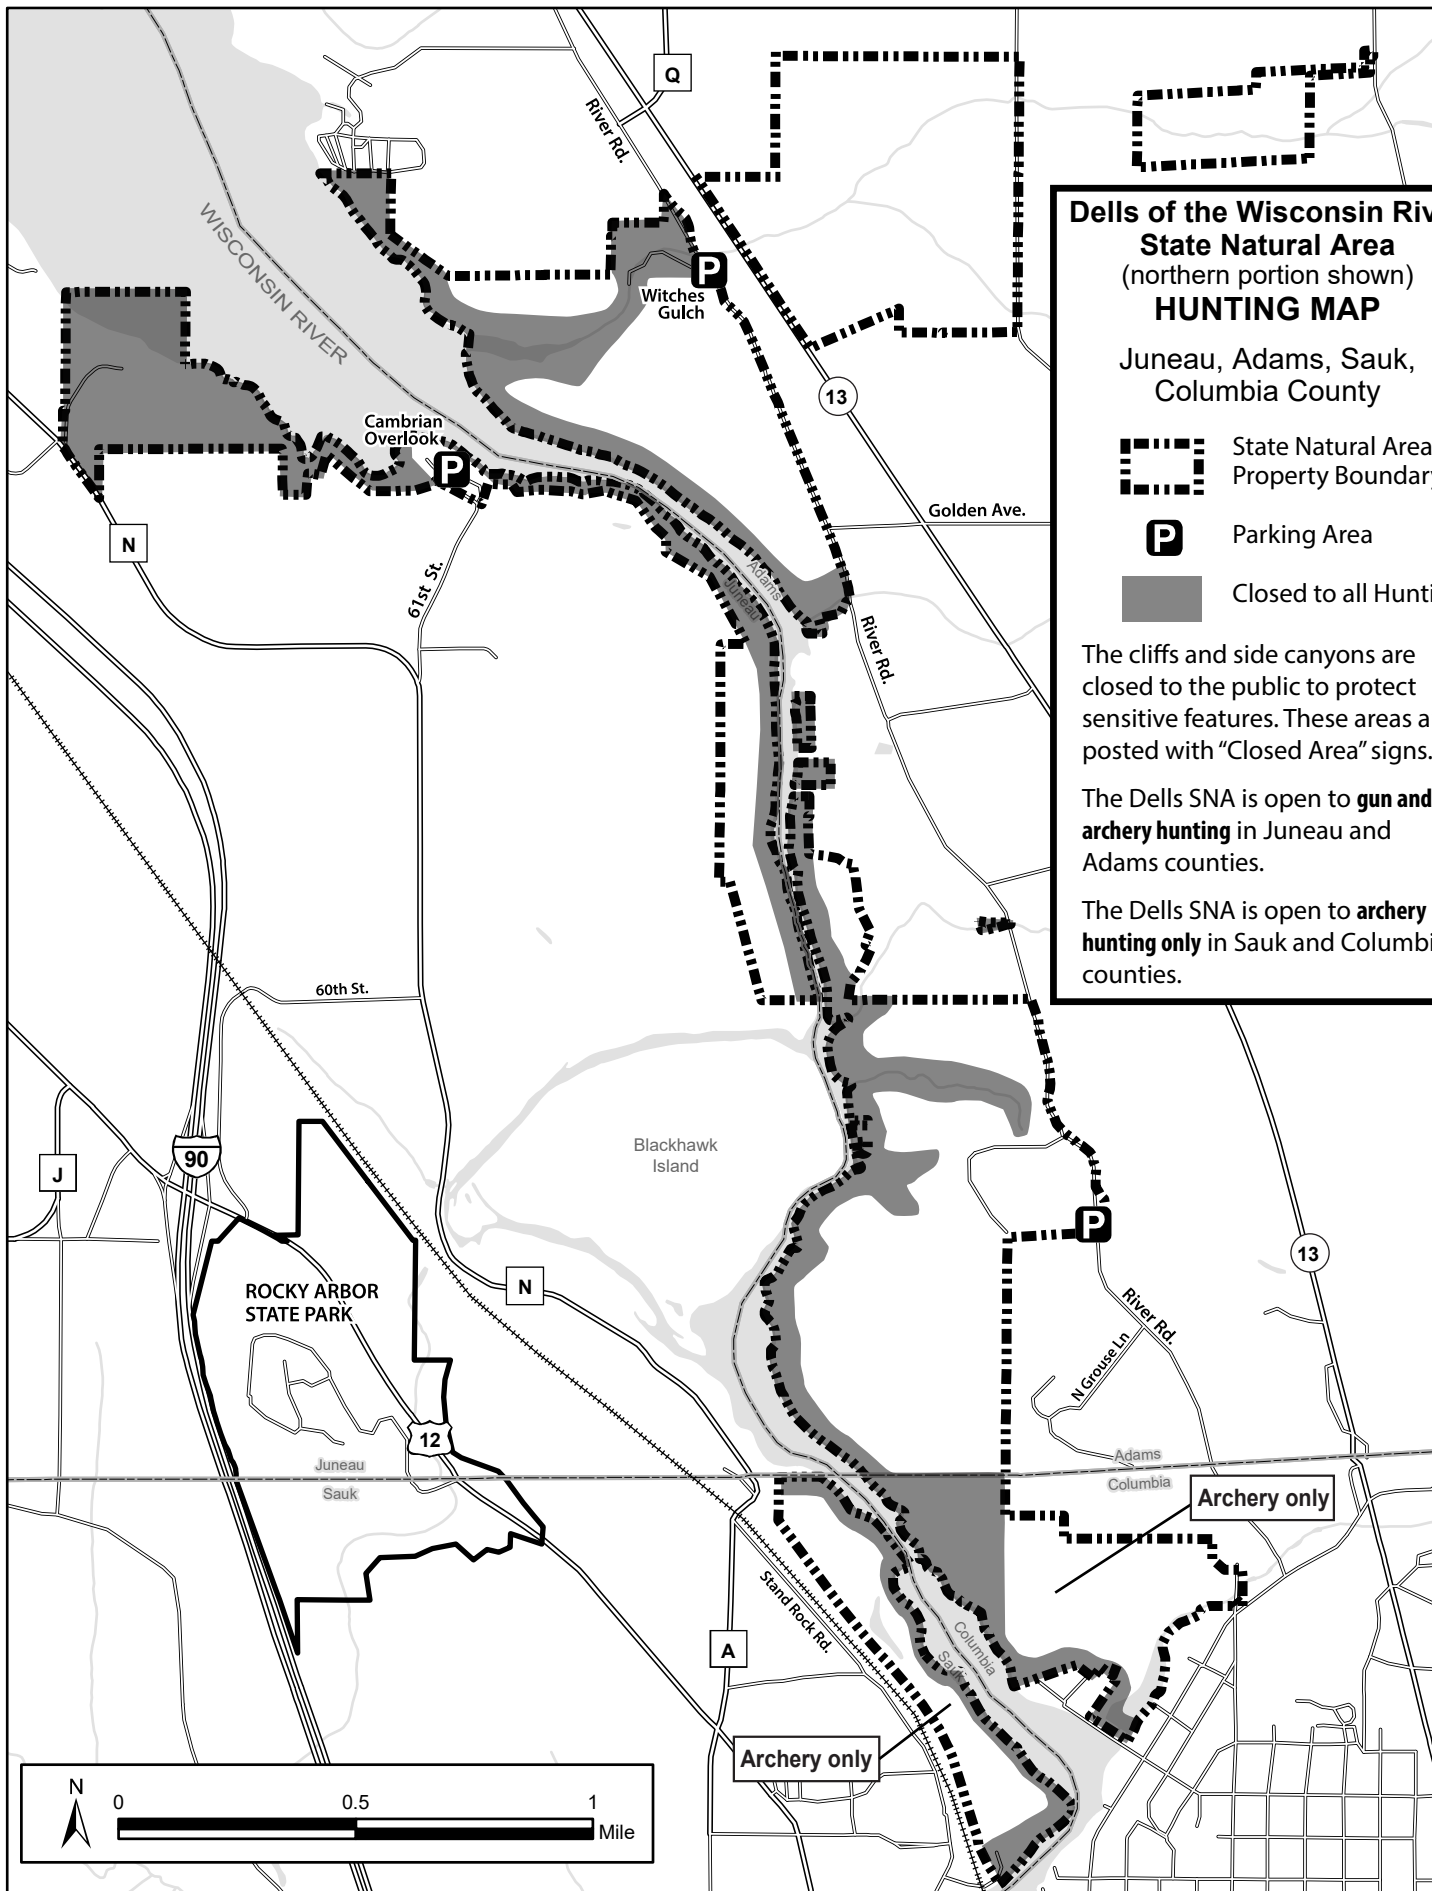 Q
River Rd.
WISCONSIN RIVER
P
Witches
Gulch
13
Cambrian
Overlook
P
N
61st St.
Golden Ave.
Adams
Juneau
River Rd.
Dells of the Wisconsin Riv
State Natural Area
(northern portion shown)
HUNTING MAP
Juneau, Adams, Sauk,
Columbia County
State Natural Area
Property Boundary
P
Parking Area
Closed to all Hunti
The cliffs and side canyons are
closed to the public to protect
sensitive features. These areas a
posted with “Closed Area” signs.
The Dells SNA is open to gun and
archery hunting in Juneau and
Adams counties.
The Dells SNA is open to archery
hunting only in Sauk and Columbi
counties.
60th St.
90
J
Blackhawk
Island
P
13
ROCKY ARBOR
STATE PARK
N
River Rd.
N Grouse Ln
12
Juneau
Sauk
Adams
Columbia
Archery only
Stand Rock Rd.
A
Columbia
Sauk
Archery only
N
0
0.5
1
Mile